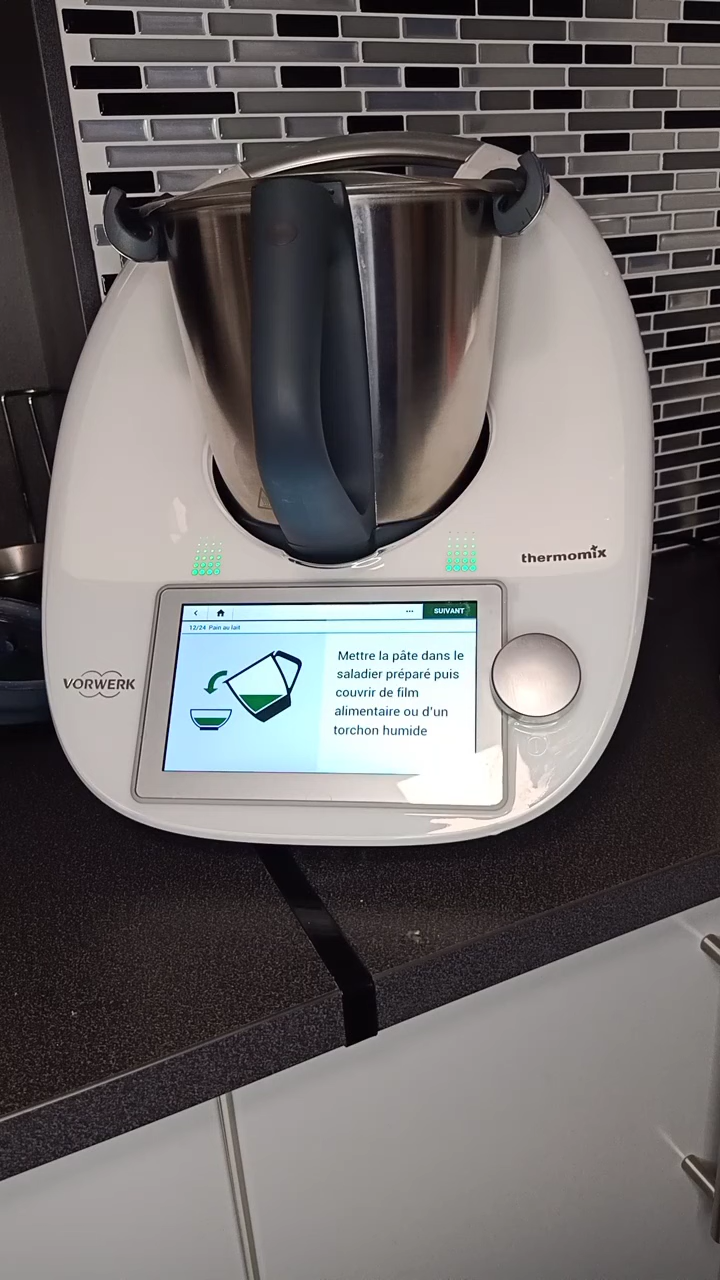 thermomix
SUIVANT
12/24 Pain au lait
Mettre la pâte dans le
saladier préparé puis
couvrir de film
alimentaire ou d'un
torchon humide
VORWERK